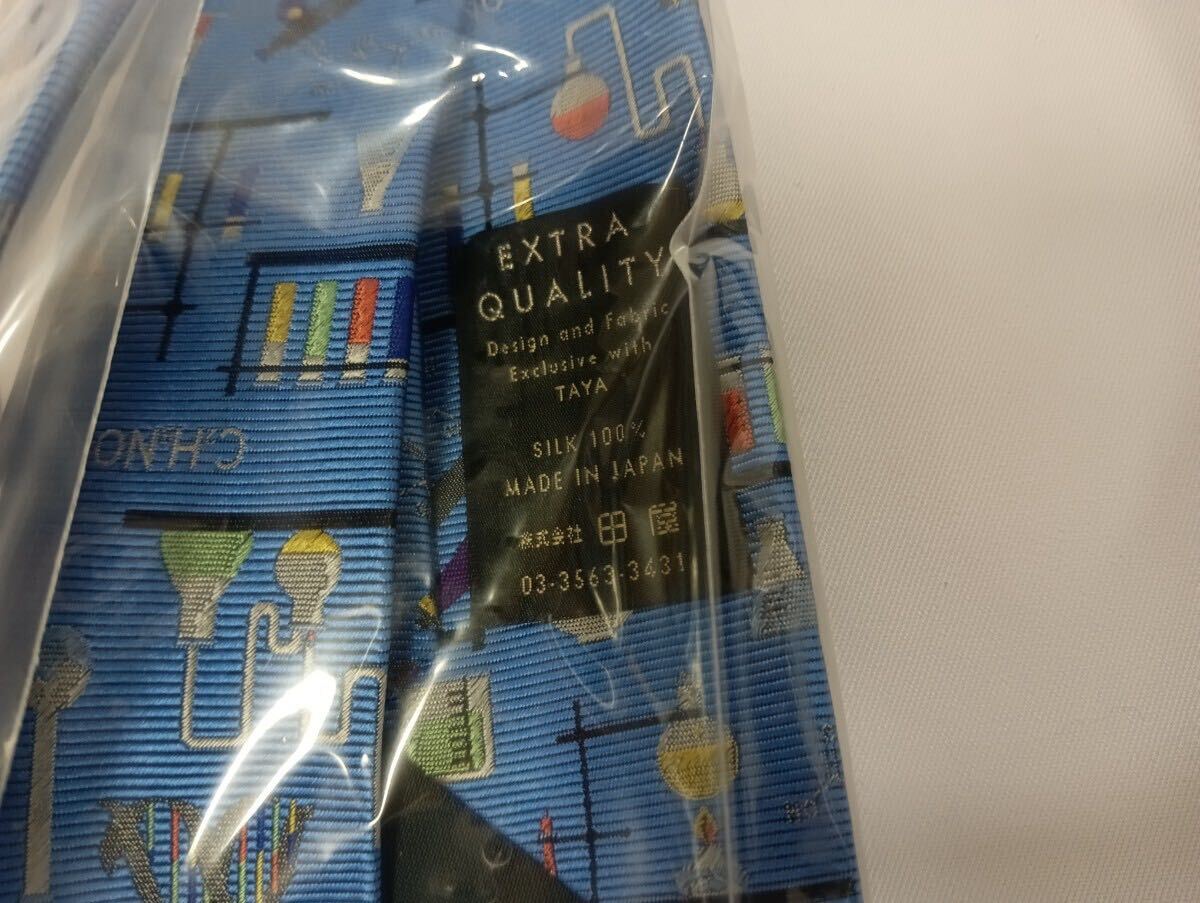 EXTRA
QUALITY
Design and Fabric
Exclusive with
TAYA
SILK 100%
MADE IN JAPAN
株式会社 田屋
03-3563-3431